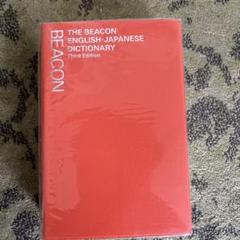 BEACON
THE BEACON
ENGLISH-JAPANESE
DICTIONARY
Third Edition